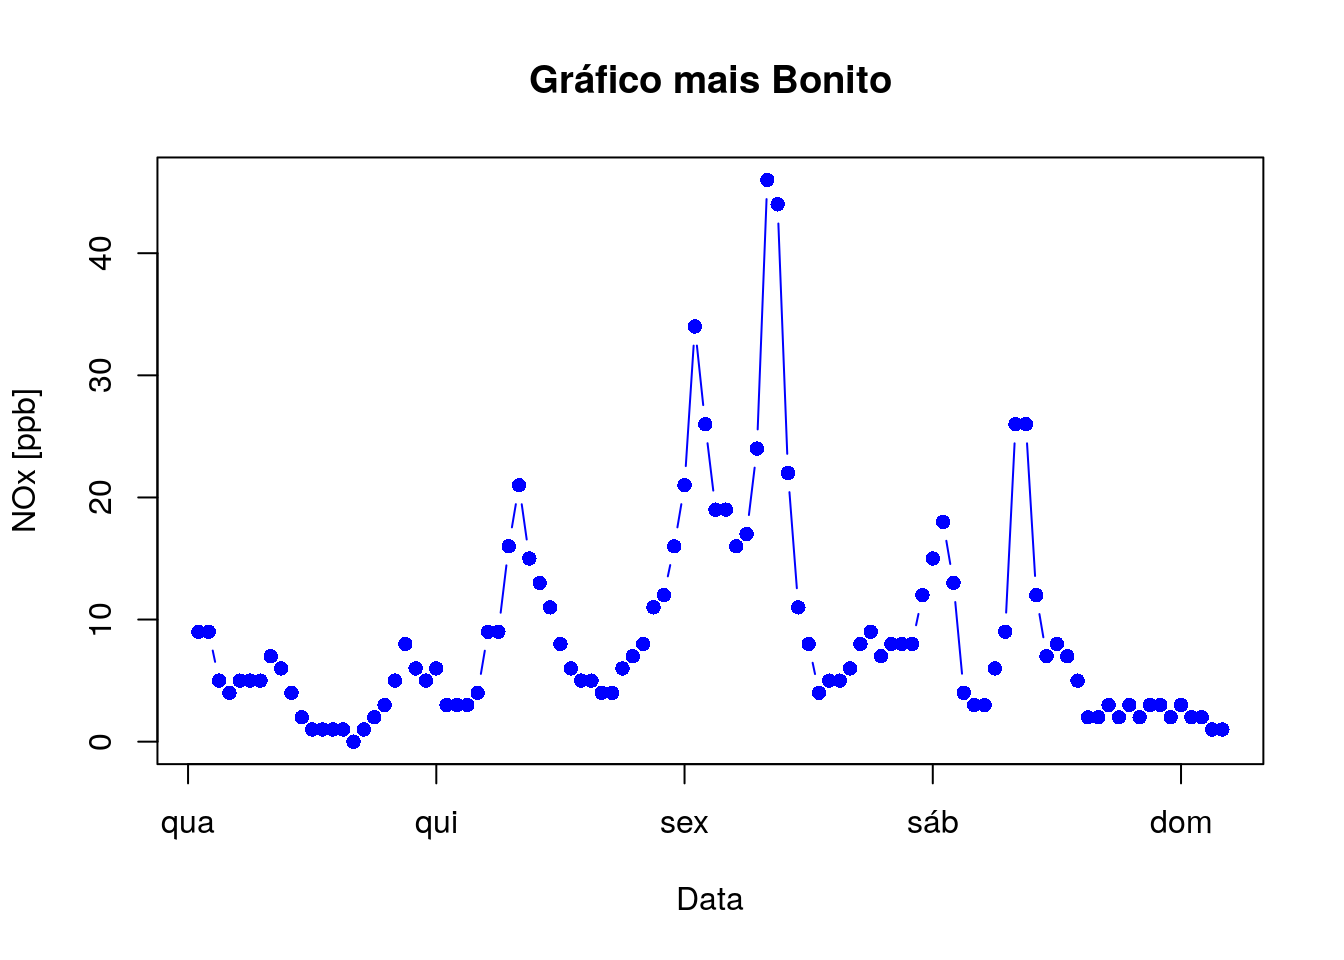 Gráfico mais Bonito
NOx [ppb]
40
30
20
10
0
qua qui sex sáb dom
Data